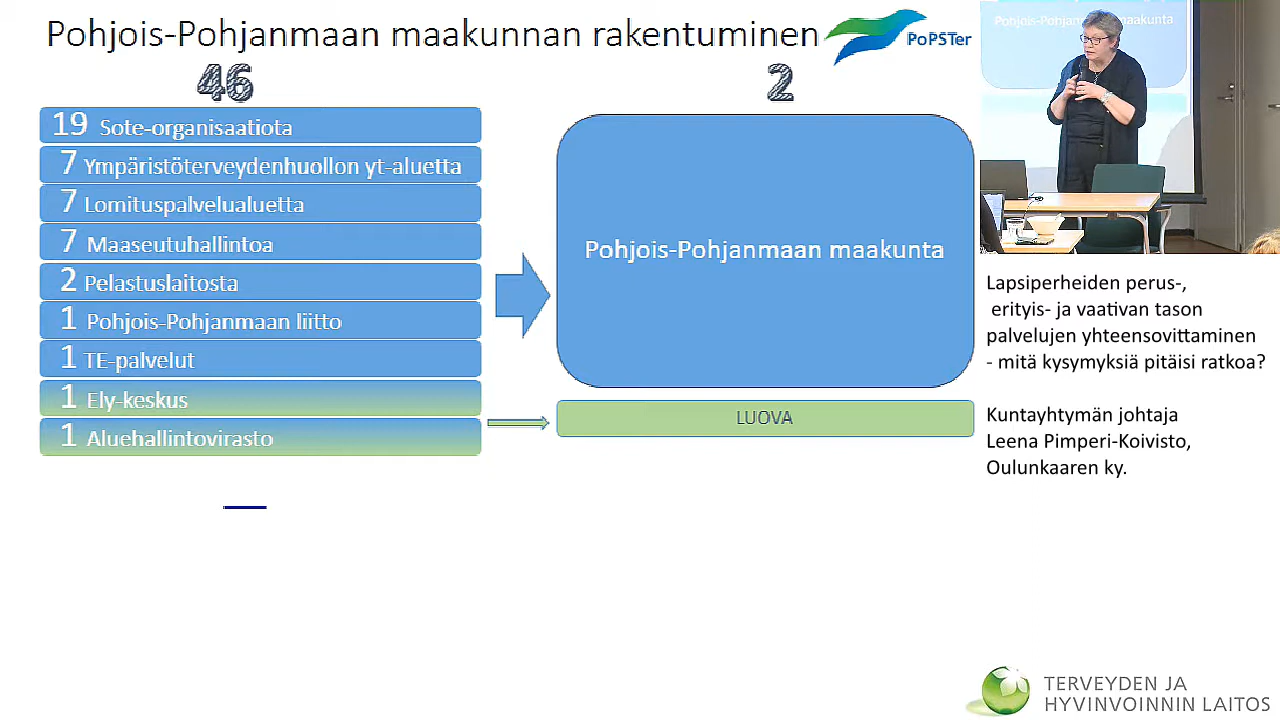 Pohjois-Pohjanmaan maakunnan rakentuminen
PoPSTer
46
2
19 Sote-organisaatiota
7 Ympäristöterveydenhuollon yt-aluetta
7 Lomituspalvelualuetta
7 Maaseutuhallintoa
2 Pelastuslaitosta
1 Pohjois-Pohjanmaan liitto
1 TE-palvelut
1 Ely-keskus
1 Aluehallintovirasto
Pohjois-Pohjanmaan maakunta
LUOVA
Pohjois-Pohjanmaan maakunta
Lapsiperheiden perus-,
erityis- ja vaativan tason
palvelujen yhteensovittaminen
- mitä kysymyksiä pitäisi ratkoa?
Kuntayhtymän johtaja
Leena Pimperi-Koivisto,
Oulunkaaren ky.
TERVEYDEN JA
HYVINVOINNIN LAITOS